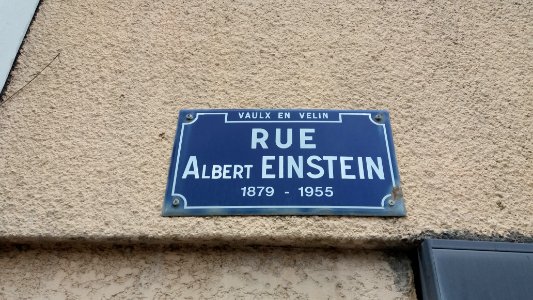 VAULX EN VELIN
RUE
ALBERT EINSTEIN
1879 - 1955